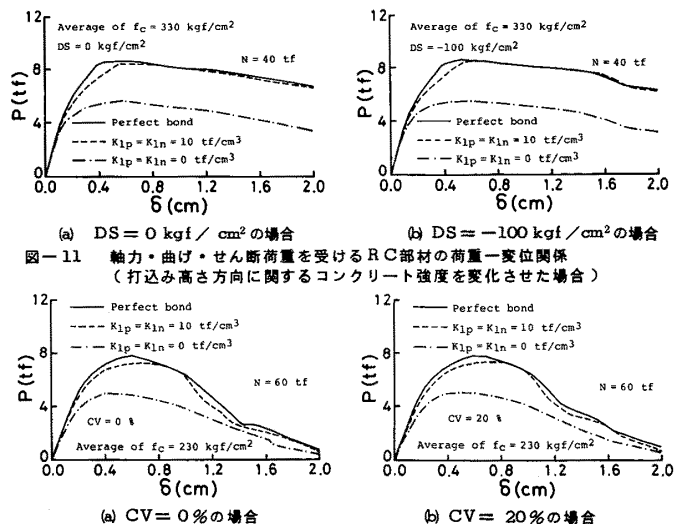 12
8
4
P(tf)
Average of fc = 330 kgf/cm²
DS = 0 kgf/cm²
N = 40 tf
Perfect bond
K1p = K1n = 10 tf/cm³
K1p = K1n = 0 tf/cm³
0.0 0.4 0.8 1.2 1.6 2.0
δ(cm)
(a) DS = 0 kgf / cm² の場合
12
8
4
P(tf)
Average of fc = 330 kgf/cm²
DS = -100 kgf/cm²
N = 40 tf
Perfect bond
K1p = K1n = 10 tf/cm³
K1p = K1n = 0 tf/cm³
0.0 0.4 0.8 1.2 1.6 2.0
δ(cm)
(b) DS = -100 kgf / cm² の場合
図-11 軸力・曲げ・せん断荷重を受けるRC部材の荷重-変位関係
(打込み高さ方向に関するコンクリート強度を変化させた場合)
12
8
4
P(tf)
Perfect bond
K1p = K1n = 10 tf/cm³
K1p = K1n = 0 tf/cm³
N = 60 tf
CV = 0 %
Average of fc = 230 kgf/cm²
0.0 0.4 0.8 1.2 1.6 2.0
δ(cm)
(a) CV = 0%の場合
12
8
4
P(tf)
Perfect bond
K1p = K1n = 10 tf/cm³
K1p = K1n = 0 tf/cm³
N = 60 tf
CV = 20 %
Average of fc = 230 kgf/cm²
0.0 0.4 0.8 1.2 1.6 2.0
δ(cm)
(b) CV = 20%の場合